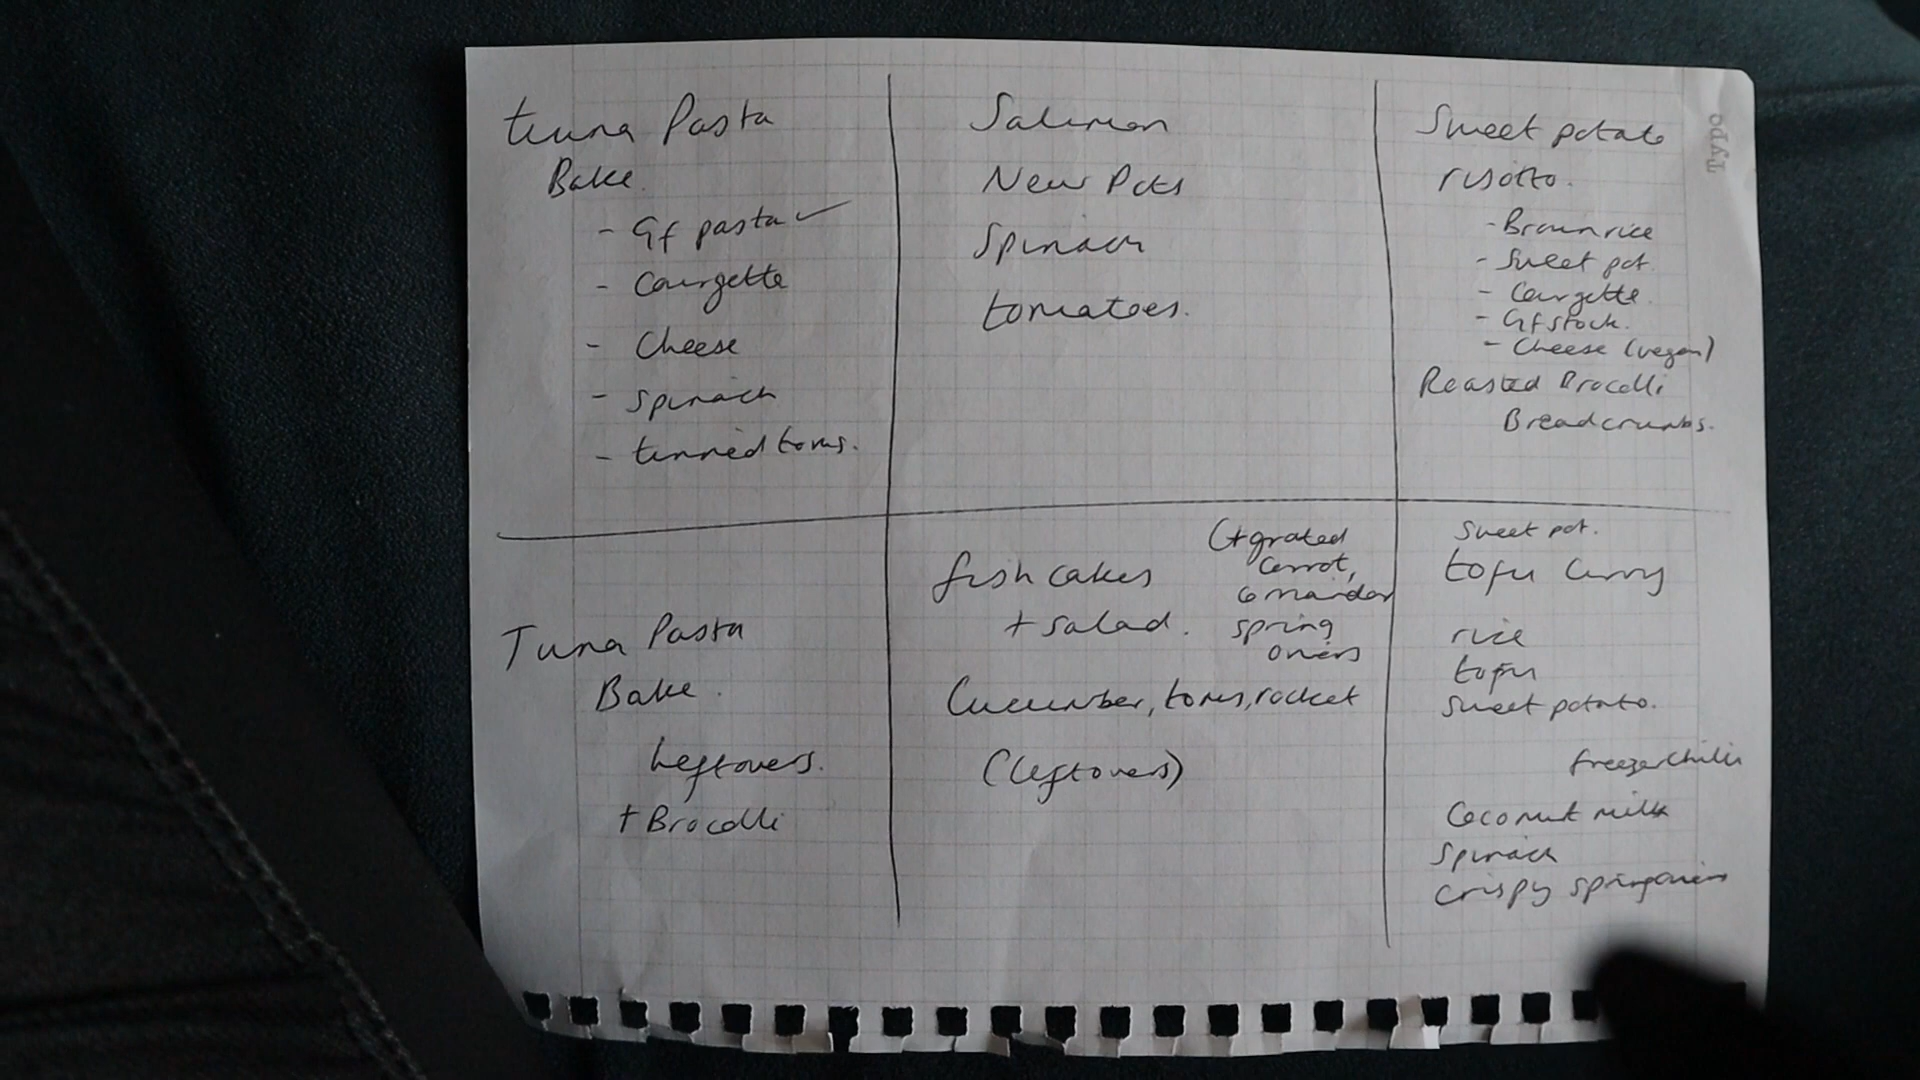 tuna Pasta
Bake.
- Gf pasta ✓
- Courgette
- Cheese
- Spinach
- tinned toms.
Salmon
New Pots
Spinach
tomatoes.
Sweet potato
risotto.
- Brown rice
- Sweet pot.
- Courgette.
- Gf stock.
- Cheese (vegan)
Roasted Brocolli
Breadcrumbs.
Typo
Tuna Pasta
Bake.
Leftovers.
+ Brocolli
fish cakes
+ salad.
(+ grated
carrot,
coriander
spring
onions
Cucumber, toms, rocket
(leftovers)
Sweet pot.
tofu curry
rice
tofu
sweet potato.
freezer chilli
Coconut milk
Spinach
crispy spring onions